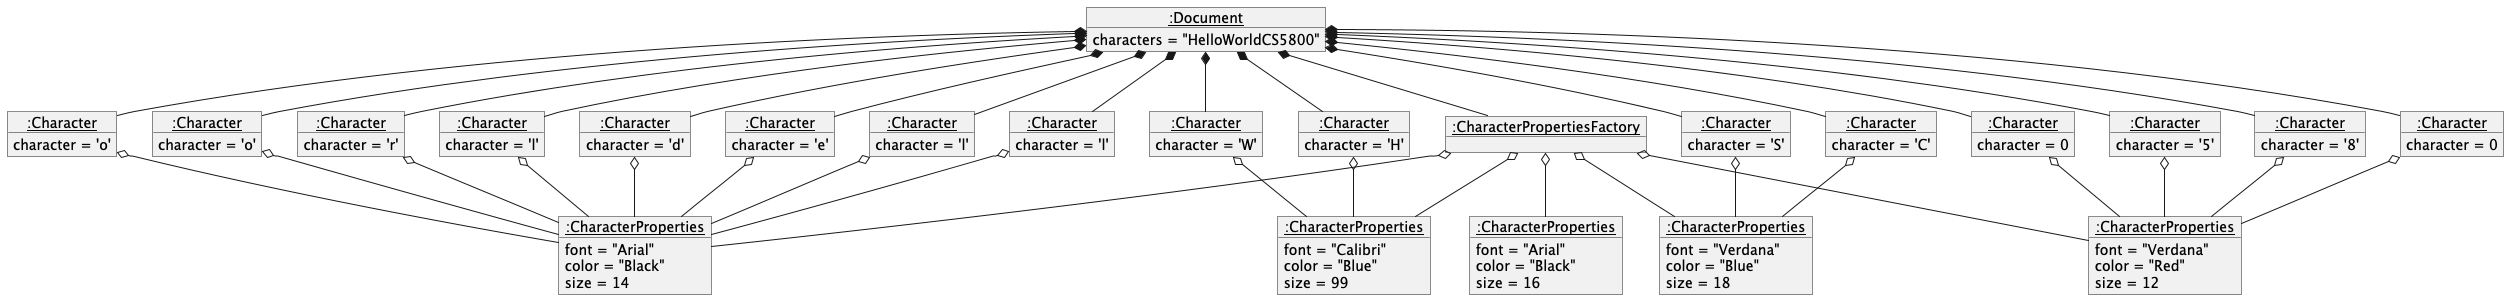 :Document
characters = "HelloWorldCS5800"
:Character
character = 'o'
:Character
character = 'o'
:Character
character = 'r'
:Character
character = 'l'
:Character
character = 'd'
:Character
character = 'e'
:Character
character = 'l'
:Character
character = 'l'
:Character
character = 'W'
:Character
character = 'H'
:CharacterPropertiesFactory
:Character
character = 'S'
:Character
character = 'C'
:Character
character = 0
:Character
character = '5'
:Character
character = '8'
:Character
character = 0
:CharacterProperties
font = "Arial"
color = "Black"
size = 14
:CharacterProperties
font = "Calibri"
color = "Blue"
size = 99
:CharacterProperties
font = "Arial"
color = "Black"
size = 16
:CharacterProperties
font = "Verdana"
color = "Blue"
size = 18
:CharacterProperties
font = "Verdana"
color = "Red"
size = 12